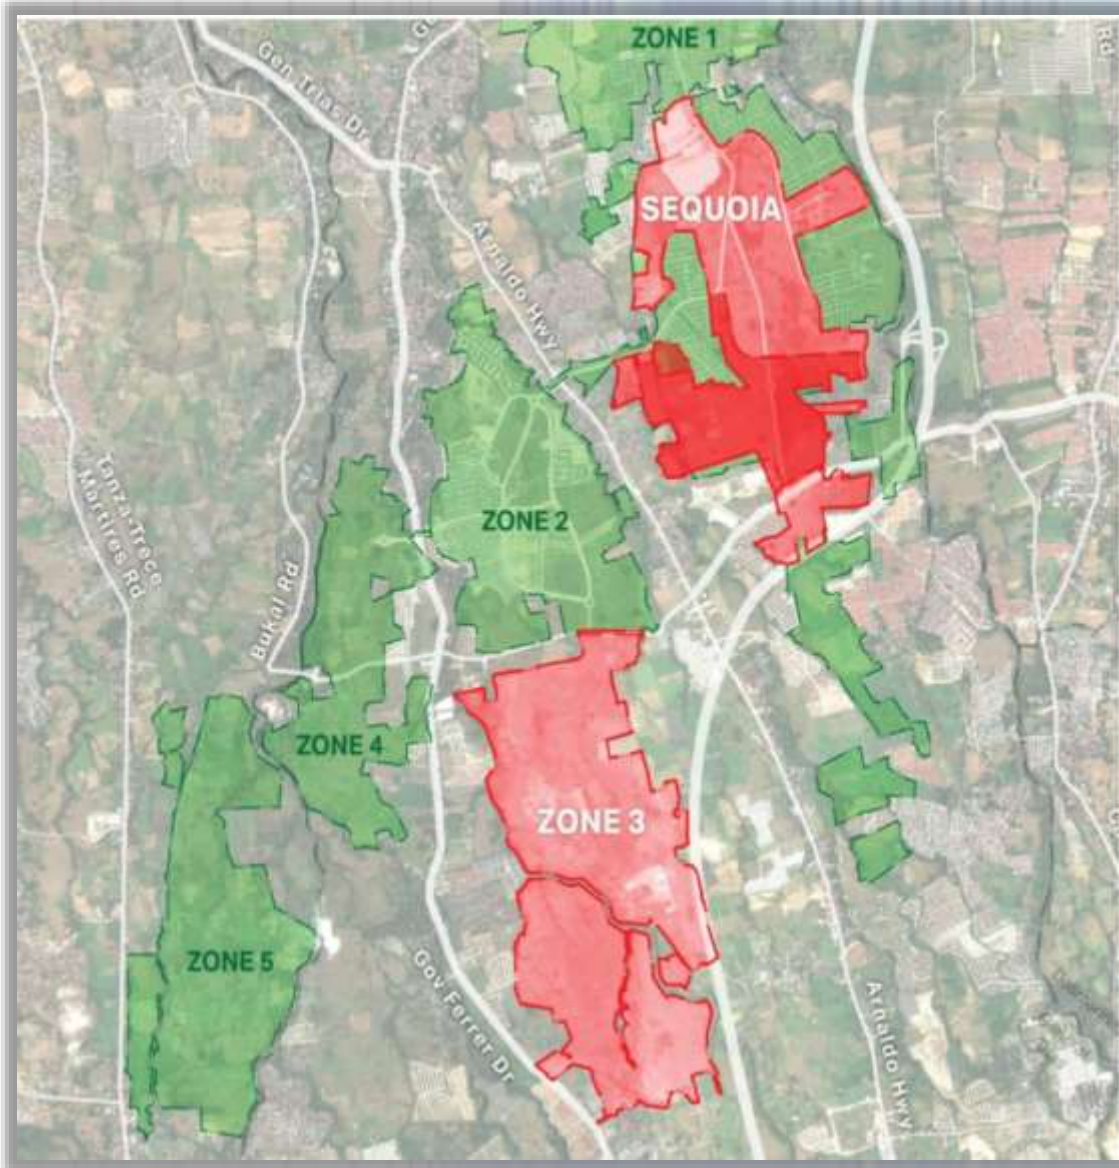 ZONE 1
Rd
Gen Trias Dr
SEQUOIA
Arnaldo Hwy
ZONE 2
Tanza-Trece
Martires Rd
Bukal Rd
ZONE 4
ZONE 3
ZONE 5
Gov Ferrer Dr
Arnaldo Hwy